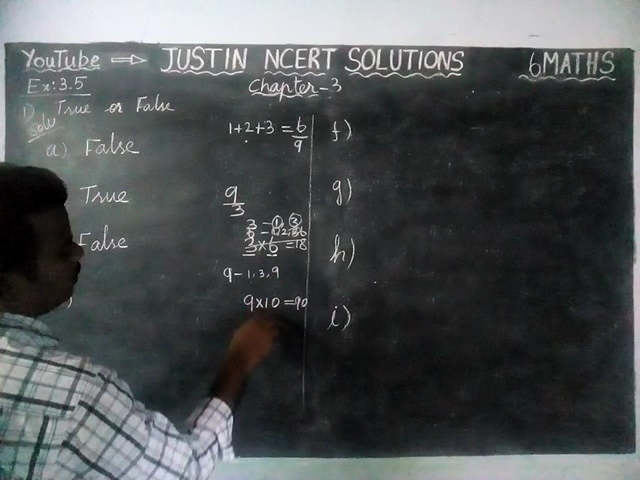 YouTube ⇒ JUSTIN NCERT SOLUTIONS 6 MATHS
Ex: 3.5 Chapter-3
1) True or False
Solu
a) False 1+2+3 = 6/9 f)
True 9/3 g)
3 = 1, 3
6 = 1, 2, 3, 6
False 3 × 6 = 18 h)
9 - 1, 3, 9
9×10 = 90 i)